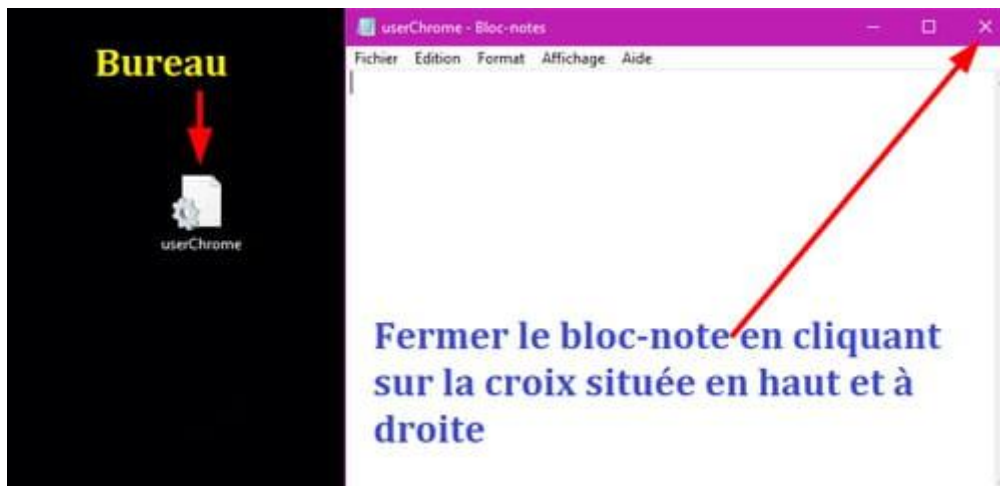 Bureau
userChrome
userChrome - Bloc-notes
Fichier Edition Format Affichage Aide
Fermer le bloc-note en cliquant
sur la croix située en haut et à
droite